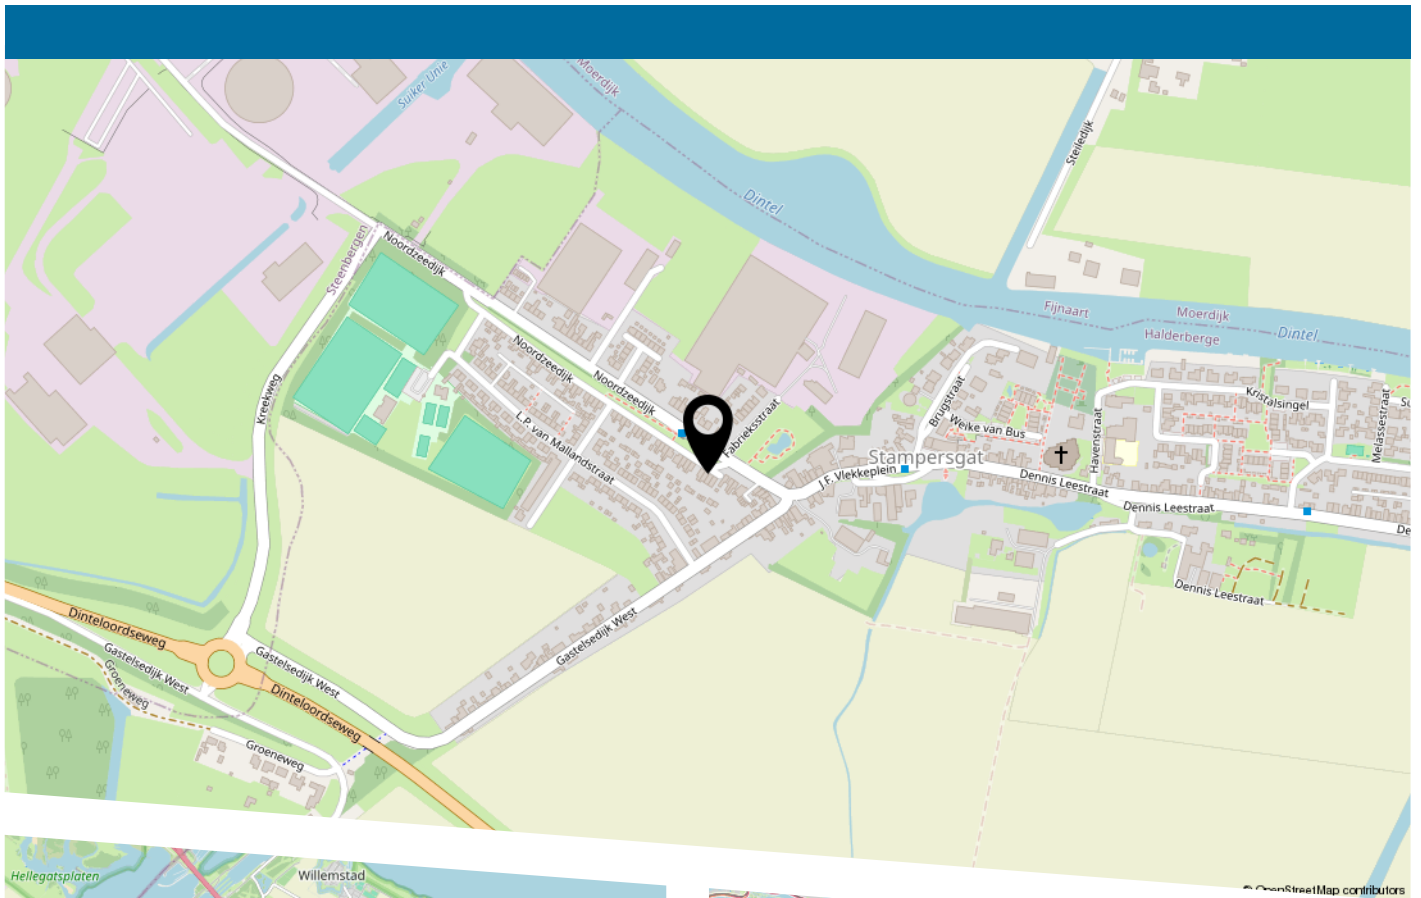 Moerdijk
Suiker Unie
Steiledijk
Dintel
Steenbergen
Noordzeedijk
Fijnaart
Moerdijk
Halderberge
Dintel
Noordzeedijk
Noordzeedijk
Kreekweg
L.P. van Mallandstraat
Fabrieksstraat
Brugstraat
Weike van Bus
Havenstraat
Kristalsingel
Melassestraat
Stampersgat
J.F. Vlekkeplein
Dennis Leestraat
Dennis Leestraat
Dennis Leestraat
Dinteloordseweg
Gastelsedijk West
Gastelsedijk West
Gastelsedijk West
Groeneweg
Dinteloordseweg
Groeneweg
Hellegatsplaten
Willemstad
© OpenStreetMap contributors